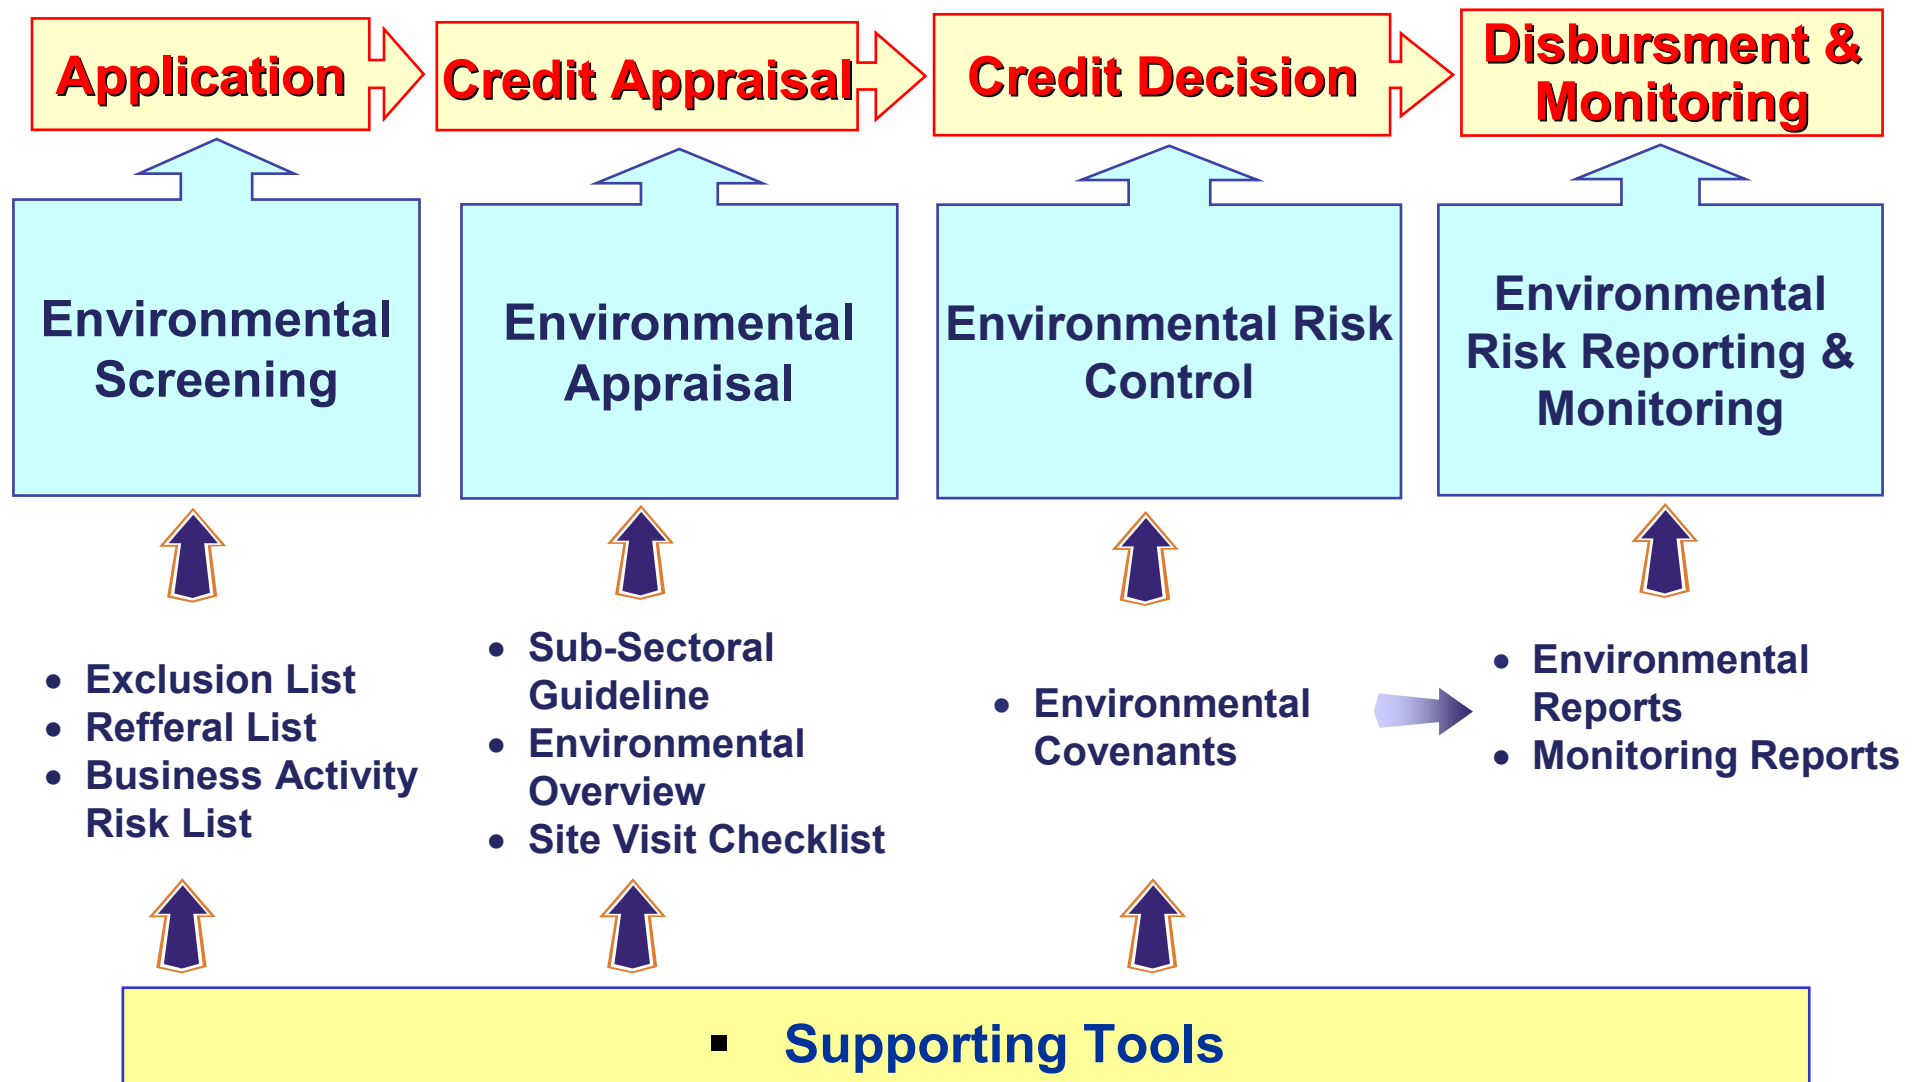 Application
Credit Appraisal
Credit Decision
Disbursment &
Monitoring
Environmental
Screening
Environmental
Appraisal
Environmental Risk
Control
Environmental
Risk Reporting &
Monitoring
• Exclusion List
• Refferal List
• Business Activity
Risk List
• Sub-Sectoral
Guideline
• Environmental
Overview
• Site Visit Checklist
• Environmental
Covenants
• Environmental
Reports
• Monitoring Reports
▪ Supporting Tools